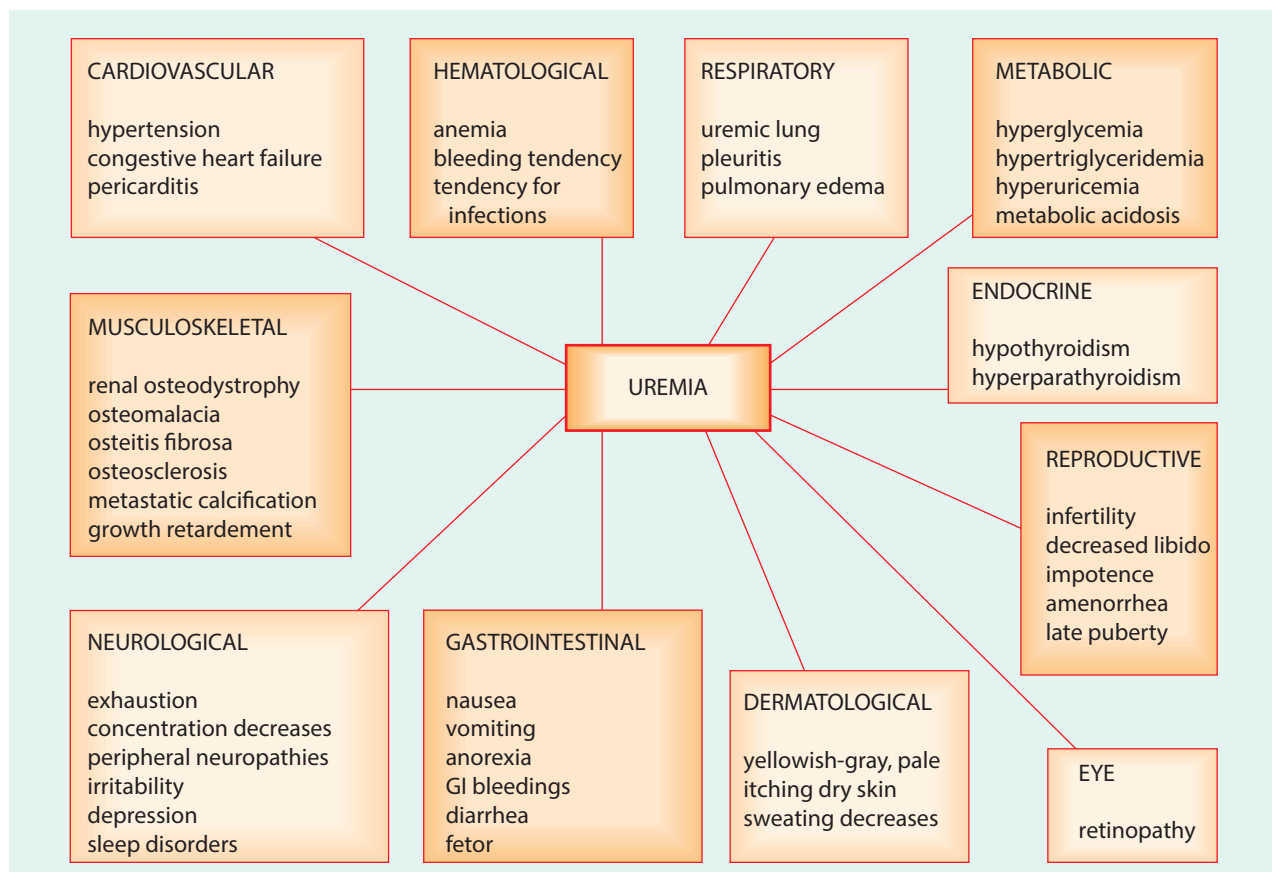 CARDIOVASCULAR
hypertension
congestive heart failure
pericarditis
HEMATOLOGICAL
anemia
bleeding tendency
tendency for
infections
RESPIRATORY
uremic lung
pleuritis
pulmonary edema
METABOLIC
hyperglycemia
hypertriglyceridemia
hyperuricemia
metabolic acidosis
MUSCULOSKELETAL
renal osteodystrophy
osteomalacia
osteitis fibrosa
osteosclerosis
metastatic calcification
growth retardement
UREMIA
ENDOCRINE
hypothyroidism
hyperparathyroidism
REPRODUCTIVE
infertility
decreased libido
impotence
amenorrhea
late puberty
NEUROLOGICAL
exhaustion
concentration decreases
peripheral neuropathies
irritability
depression
sleep disorders
GASTROINTESTINAL
nausea
vomiting
anorexia
GI bleedings
diarrhea
fetor
DERMATOLOGICAL
yellowish-gray, pale
itching dry skin
sweating decreases
EYE
retinopathy